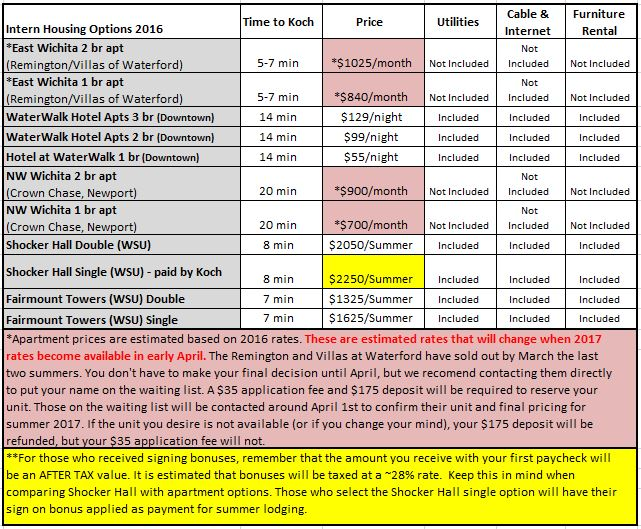 Intern Housing Options 2016 Time to Koch Price Utilities Cable & Internet Furniture Rental
*East Wichita 2 br apt
(Remington/Villas of Waterford) 5-7 min *$1025/month Not Included Not Included Not Included
*East Wichita 1 br apt
(Remington/Villas of Waterford) 5-7 min *$840/month Not Included Not Included Not Included
WaterWalk Hotel Apts 3 br (Downtown) 14 min $129/night Included Included Included
WaterWalk Hotel Apts 2 br (Downtown) 14 min $99/night Included Included Included
Hotel at WaterWalk 1 br (Downtown) 14 min $55/night Included Included Included
NW Wichita 2 br apt
(Crown Chase, Newport) 20 min *$900/month Not Included Not Included Not Included
NW Wichita 1 br apt
(Crown Chase, Newport) 20 min *$700/month Not Included Not Included Not Included
Shocker Hall Double (WSU) 8 min $2050/Summer Included Included Included
Shocker Hall Single (WSU) - paid by Koch 8 min $2250/Summer Included Included Included
Fairmount Towers (WSU) Double 7 min $1325/Summer Included Included Included
Fairmount Towers (WSU) Single 7 min $1625/Summer Included Included Included
*Apartment prices are estimated based on 2016 rates. These are estimated rates that will change when 2017
rates become available in early April. The Remington and Villas at Waterford have sold out by March the last
two summers. You don't have to make your final decision until April, but we recomend contacting them directly
to put your name on the waiting list. A $35 application fee and $175 deposit will be required to reserve your
unit. Those on the waiting list will be contacted around April 1st to confirm their unit and final pricing for
summer 2017. If the unit you desire is not available (or if you change your mind), your $175 deposit will be
refunded, but your $35 application fee will not.
**For those who received signing bonuses, remember that the amount you receive with your first paycheck will
be an AFTER TAX value. It is estimated that bonuses will be taxed at a ~28% rate. Keep this in mind when
comparing Shocker Hall with apartment options. Those who select the Shocker Hall single option will have their
sign on bonus applied as payment for summer lodging.